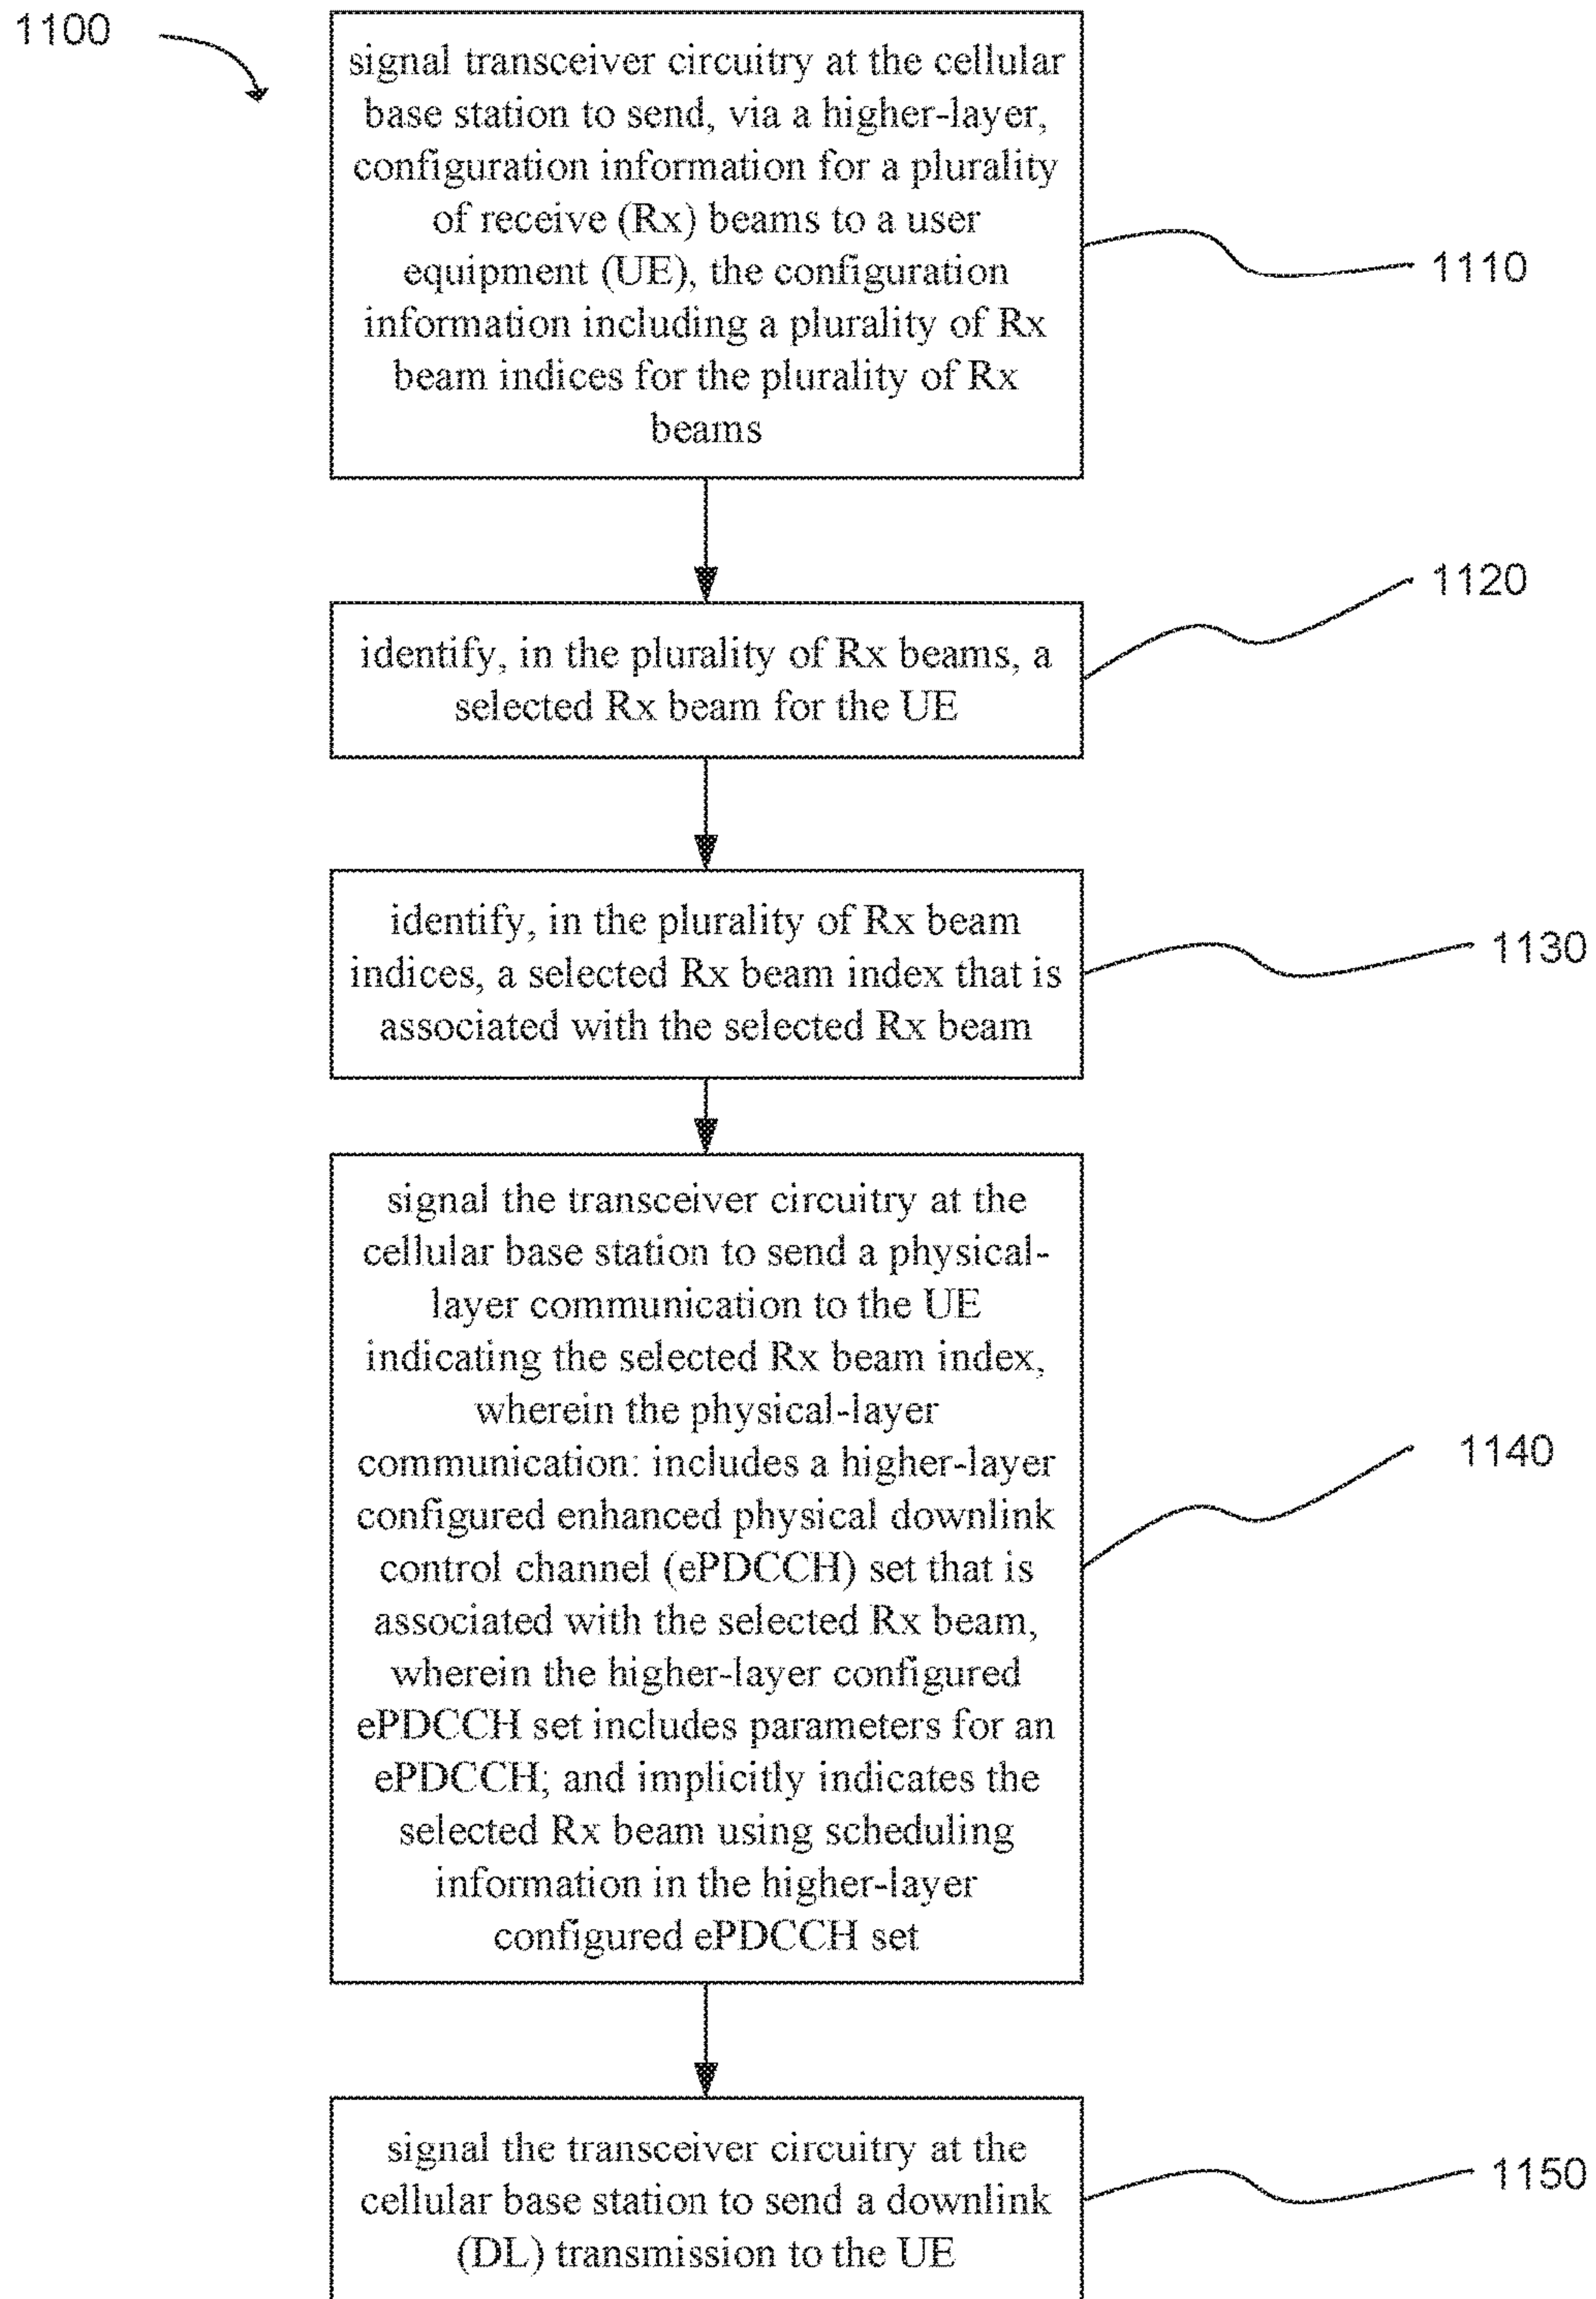 1100
signal transceiver circuitry at the cellular
base station to send, via a higher-layer,
configuration information for a plurality
of receive (Rx) beams to a user
equipment (UE), the configuration
information including a plurality of Rx
beam indices for the plurality of Rx
beams
1110
identify, in the plurality of Rx beams, a
selected Rx beam for the UE
1120
identify, in the plurality of Rx beam
indices, a selected Rx beam index that is
associated with the selected Rx beam
1130
signal the transceiver circuitry at the
cellular base station to send a physical-
layer communication to the UE
indicating the selected Rx beam index,
wherein the physical-layer
communication: includes a higher-layer
configured enhanced physical downlink
control channel (ePDCCH) set that is
associated with the selected Rx beam,
wherein the higher-layer configured
ePDCCH set includes parameters for an
ePDCCH; and implicitly indicates the
selected Rx beam using scheduling
information in the higher-layer
configured ePDCCH set
1140
signal the transceiver circuitry at the
cellular base station to send a downlink
(DL) transmission to the UE
1150